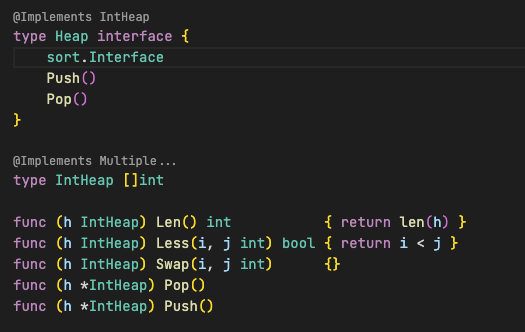 @Implements IntHeap
type Heap interface {
    sort.Interface
    Push()
    Pop()
}
@Implements Multiple...
type IntHeap []int
func (h IntHeap) Len() int           { return len(h) }
func (h IntHeap) Less(i, j int) bool { return i < j }
func (h IntHeap) Swap(i, j int)      {}
func (h *IntHeap) Pop()
func (h *IntHeap) Push()